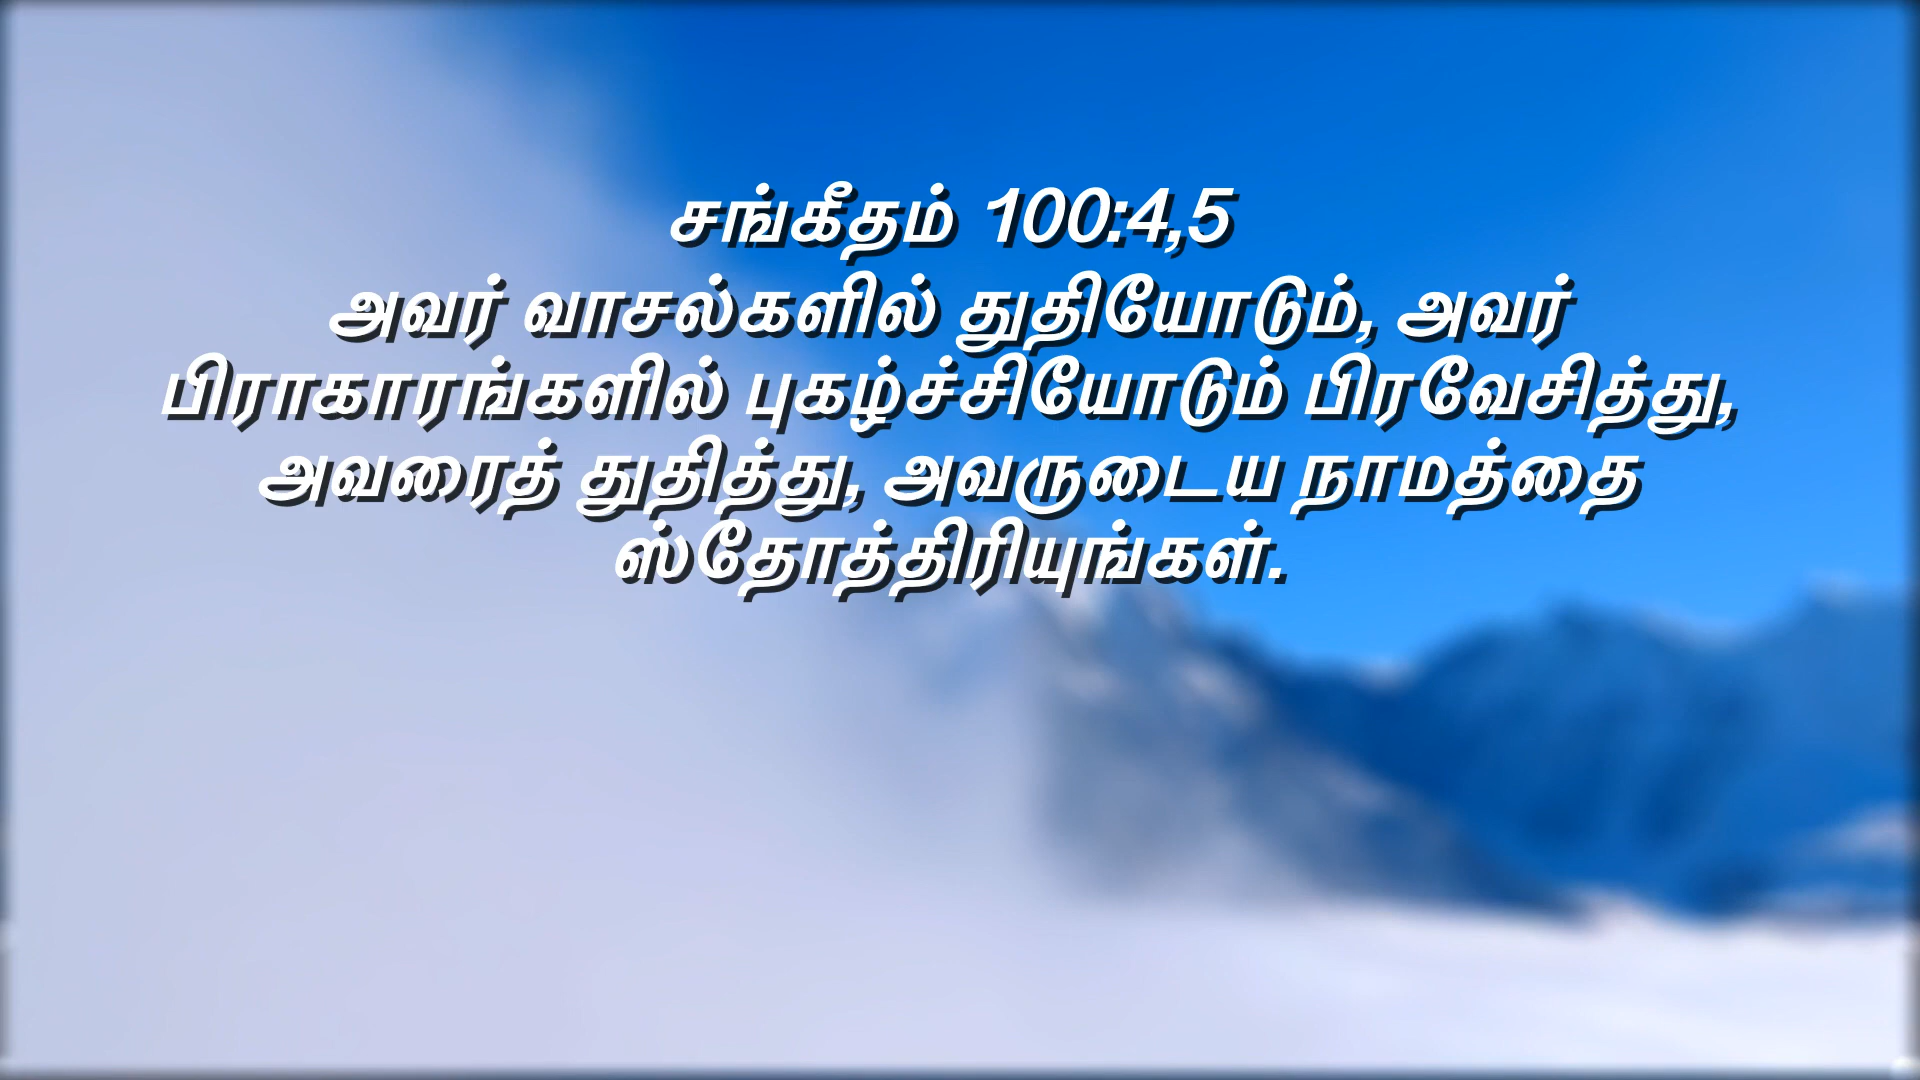 சங்கீதம் 100:4,5
அவர் வாசல்களில் துதியோடும், அவர்
பிராகாரங்களில் புகழ்ச்சியோடும் பிரவேசித்து,
அவரைத் துதித்து, அவருடைய நாமத்தை
ஸ்தோத்திரியுங்கள்.